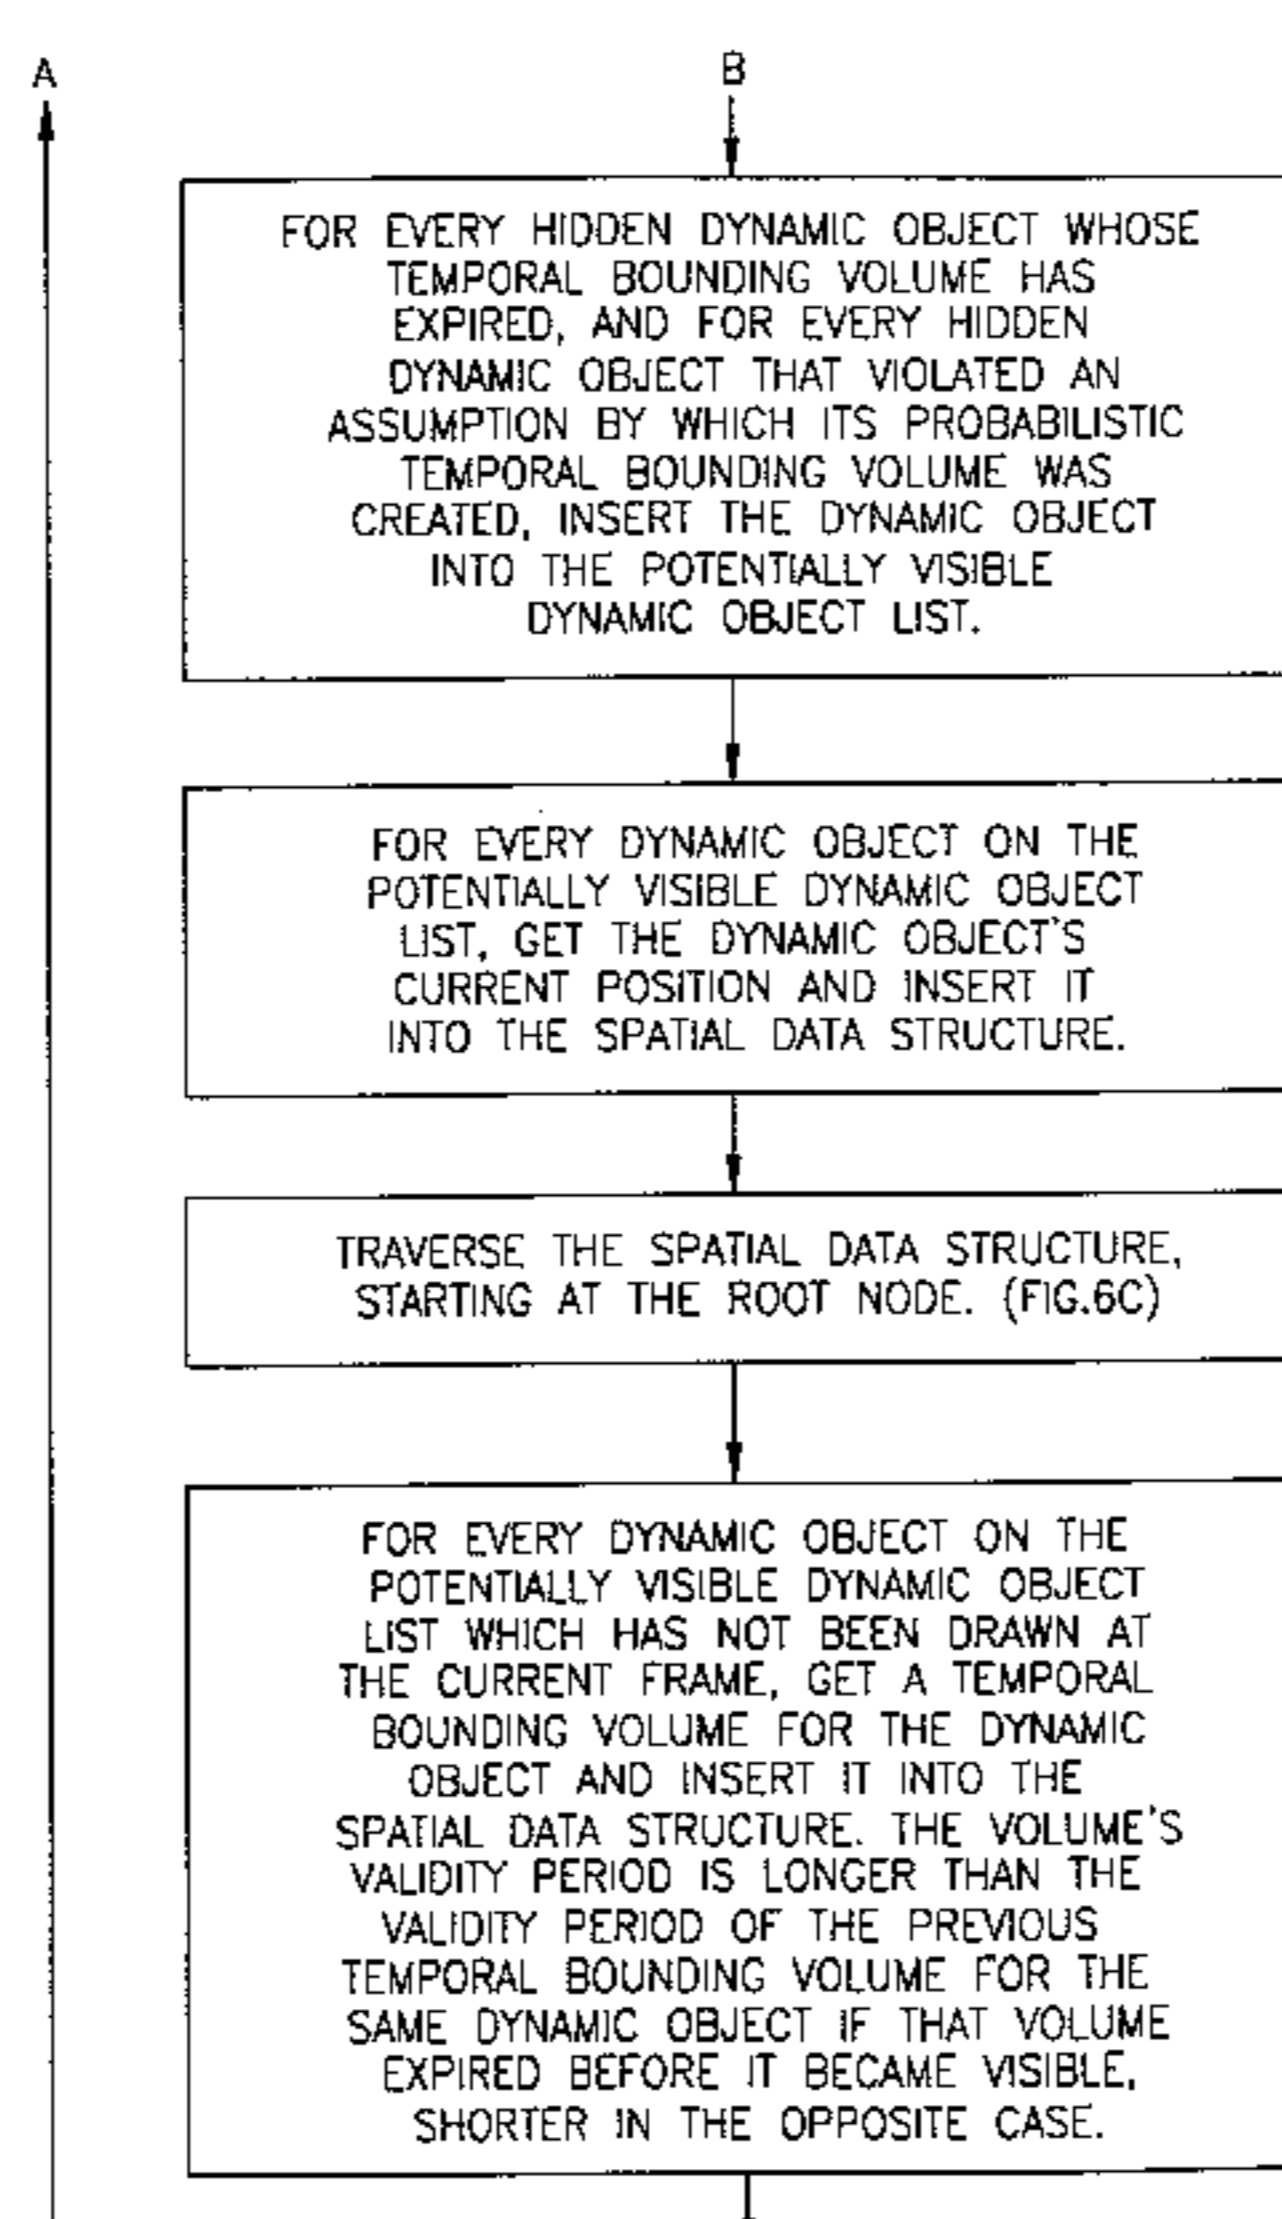 A
B
FOR EVERY HIDDEN DYNAMIC OBJECT WHOSE
TEMPORAL BOUNDING VOLUME HAS
EXPIRED, AND FOR EVERY HIDDEN
DYNAMIC OBJECT THAT VIOLATED AN
ASSUMPTION BY WHICH ITS PROBABILISTIC
TEMPORAL BOUNDING VOLUME WAS
CREATED, INSERT THE DYNAMIC OBJECT
INTO THE POTENTIALLY VISIBLE
DYNAMIC OBJECT LIST.
FOR EVERY DYNAMIC OBJECT ON THE
POTENTIALLY VISIBLE DYNAMIC OBJECT
LIST, GET THE DYNAMIC OBJECT'S
CURRENT POSITION AND INSERT IT
INTO THE SPATIAL DATA STRUCTURE.
TRAVERSE THE SPATIAL DATA STRUCTURE,
STARTING AT THE ROOT NODE. (FIG.6C)
FOR EVERY DYNAMIC OBJECT ON THE
POTENTIALLY VISIBLE DYNAMIC OBJECT
LIST WHICH HAS NOT BEEN DRAWN AT
THE CURRENT FRAME, GET A TEMPORAL
BOUNDING VOLUME FOR THE DYNAMIC
OBJECT AND INSERT IT INTO THE
SPATIAL DATA STRUCTURE. THE VOLUME'S
VALIDITY PERIOD IS LONGER THAN THE
VALIDITY PERIOD OF THE PREVIOUS
TEMPORAL BOUNDING VOLUME FOR THE
SAME DYNAMIC OBJECT IF THAT VOLUME
EXPIRED BEFORE IT BECAME VISIBLE,
SHORTER IN THE OPPOSITE CASE.